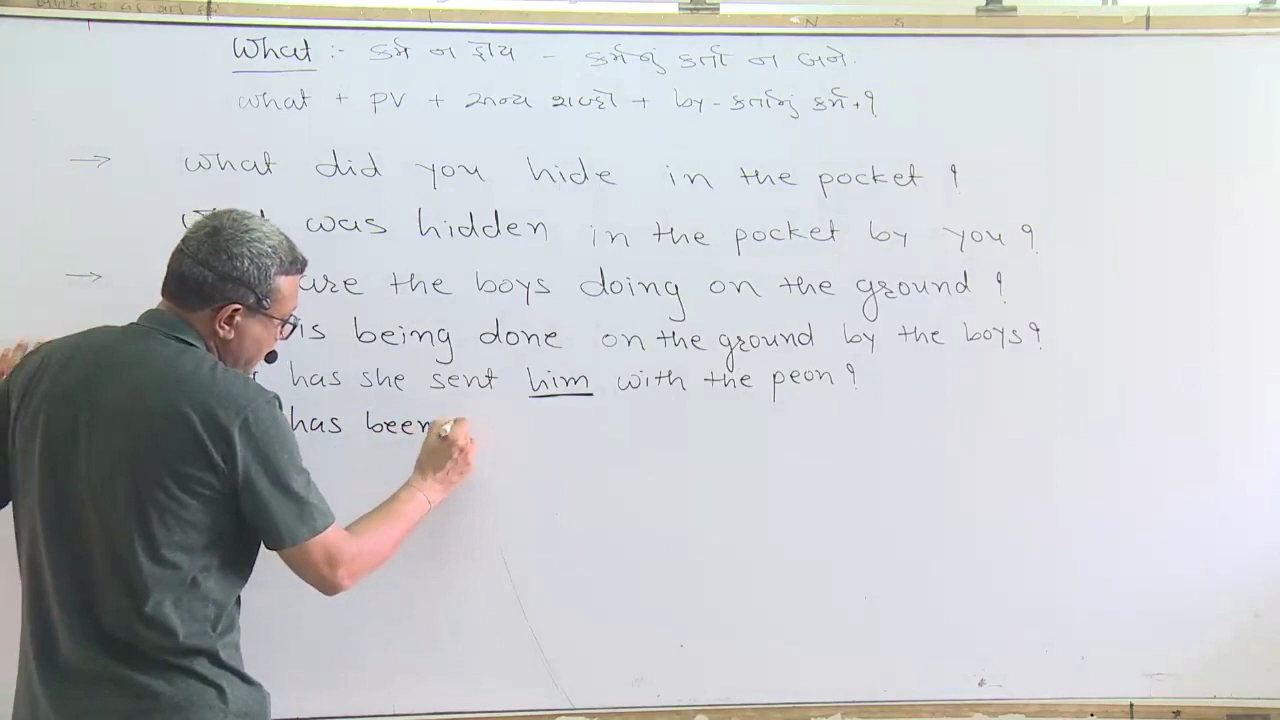 What :- કર્મ ન હોય - કર્મનું કર્તા ન બને.
what + PV + અન્ય શબ્દો + by - કર્તાનું કર્મ + ?
→ What did you hide in the pocket ?
was hidden in the pocket by you ?
→ are the boys doing on the ground ?
is being done on the ground by the boys ?
has she sent him with the peon ?
has been